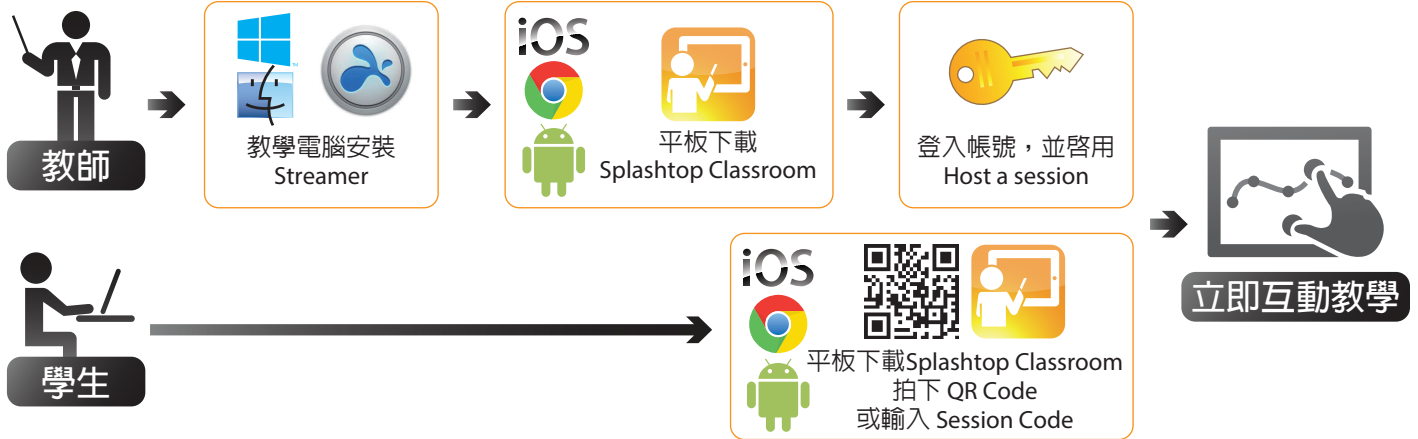 教師
教學電腦安裝
Streamer
iOS
平板下載
Splashtop Classroom
登入帳號，並啓用
Host a session
立即互動教學
學生
iOS
平板下載Splashtop Classroom
拍下 QR Code
或輸入 Session Code